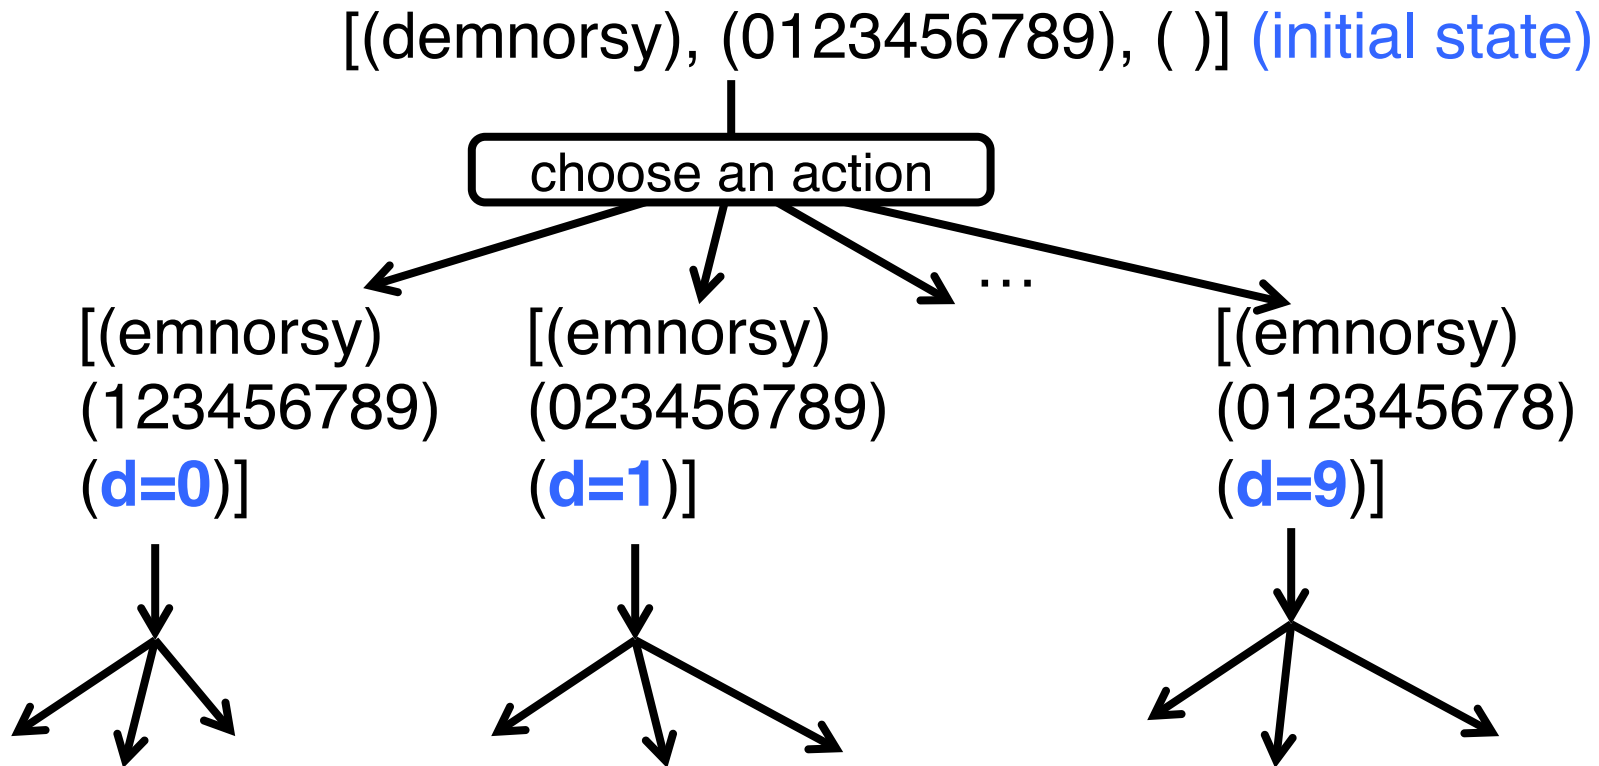 [(demnorsy), (0123456789), ( )] (initial state)
choose an action
…
[(emnorsy)
(123456789)
(d=0)]
[(emnorsy)
(023456789)
(d=1)]
[(emnorsy)
(012345678)
(d=9)]